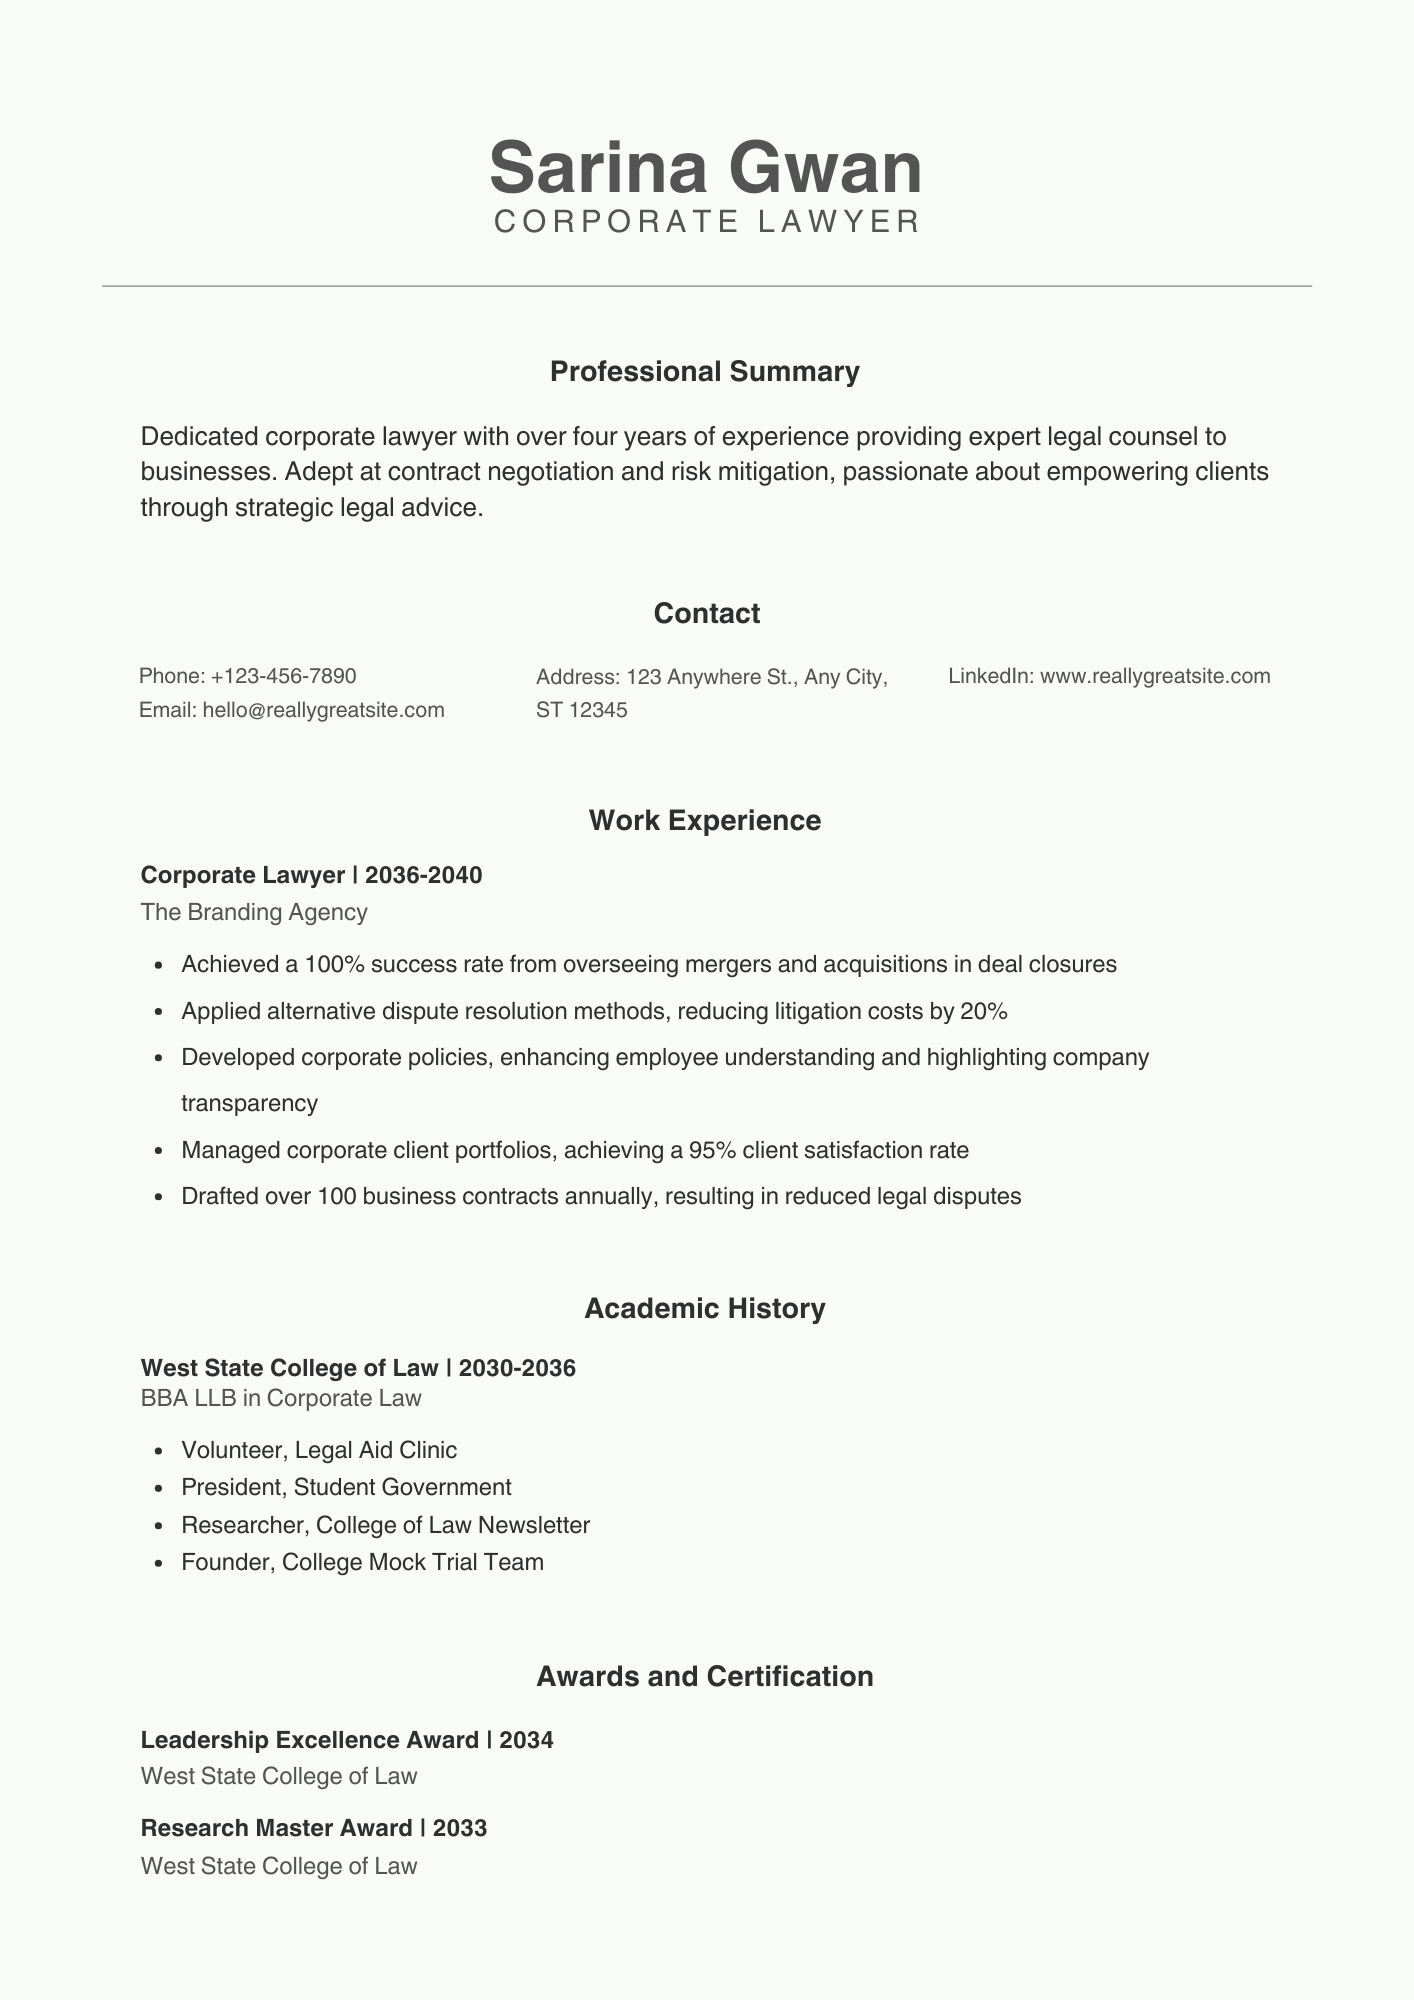 Sarina Gwan
CORPORATE LAWYER
Professional Summary
Dedicated corporate lawyer with over four years of experience providing expert legal counsel to
businesses. Adept at contract negotiation and risk mitigation, passionate about empowering clients
through strategic legal advice.
Contact
Phone: +123-456-7890
Email: hello@reallygreatsite.com
Address: 123 Anywhere St., Any City,
ST 12345
LinkedIn: www.reallygreatsite.com
Work Experience
Corporate Lawyer | 2036-2040
The Branding Agency
• Achieved a 100% success rate from overseeing mergers and acquisitions in deal closures
• Applied alternative dispute resolution methods, reducing litigation costs by 20%
• Developed corporate policies, enhancing employee understanding and highlighting company
transparency
• Managed corporate client portfolios, achieving a 95% client satisfaction rate
• Drafted over 100 business contracts annually, resulting in reduced legal disputes
Academic History
West State College of Law | 2030-2036
BBA LLB in Corporate Law
• Volunteer, Legal Aid Clinic
• President, Student Government
• Researcher, College of Law Newsletter
• Founder, College Mock Trial Team
Awards and Certification
Leadership Excellence Award | 2034
West State College of Law
Research Master Award | 2033
West State College of Law